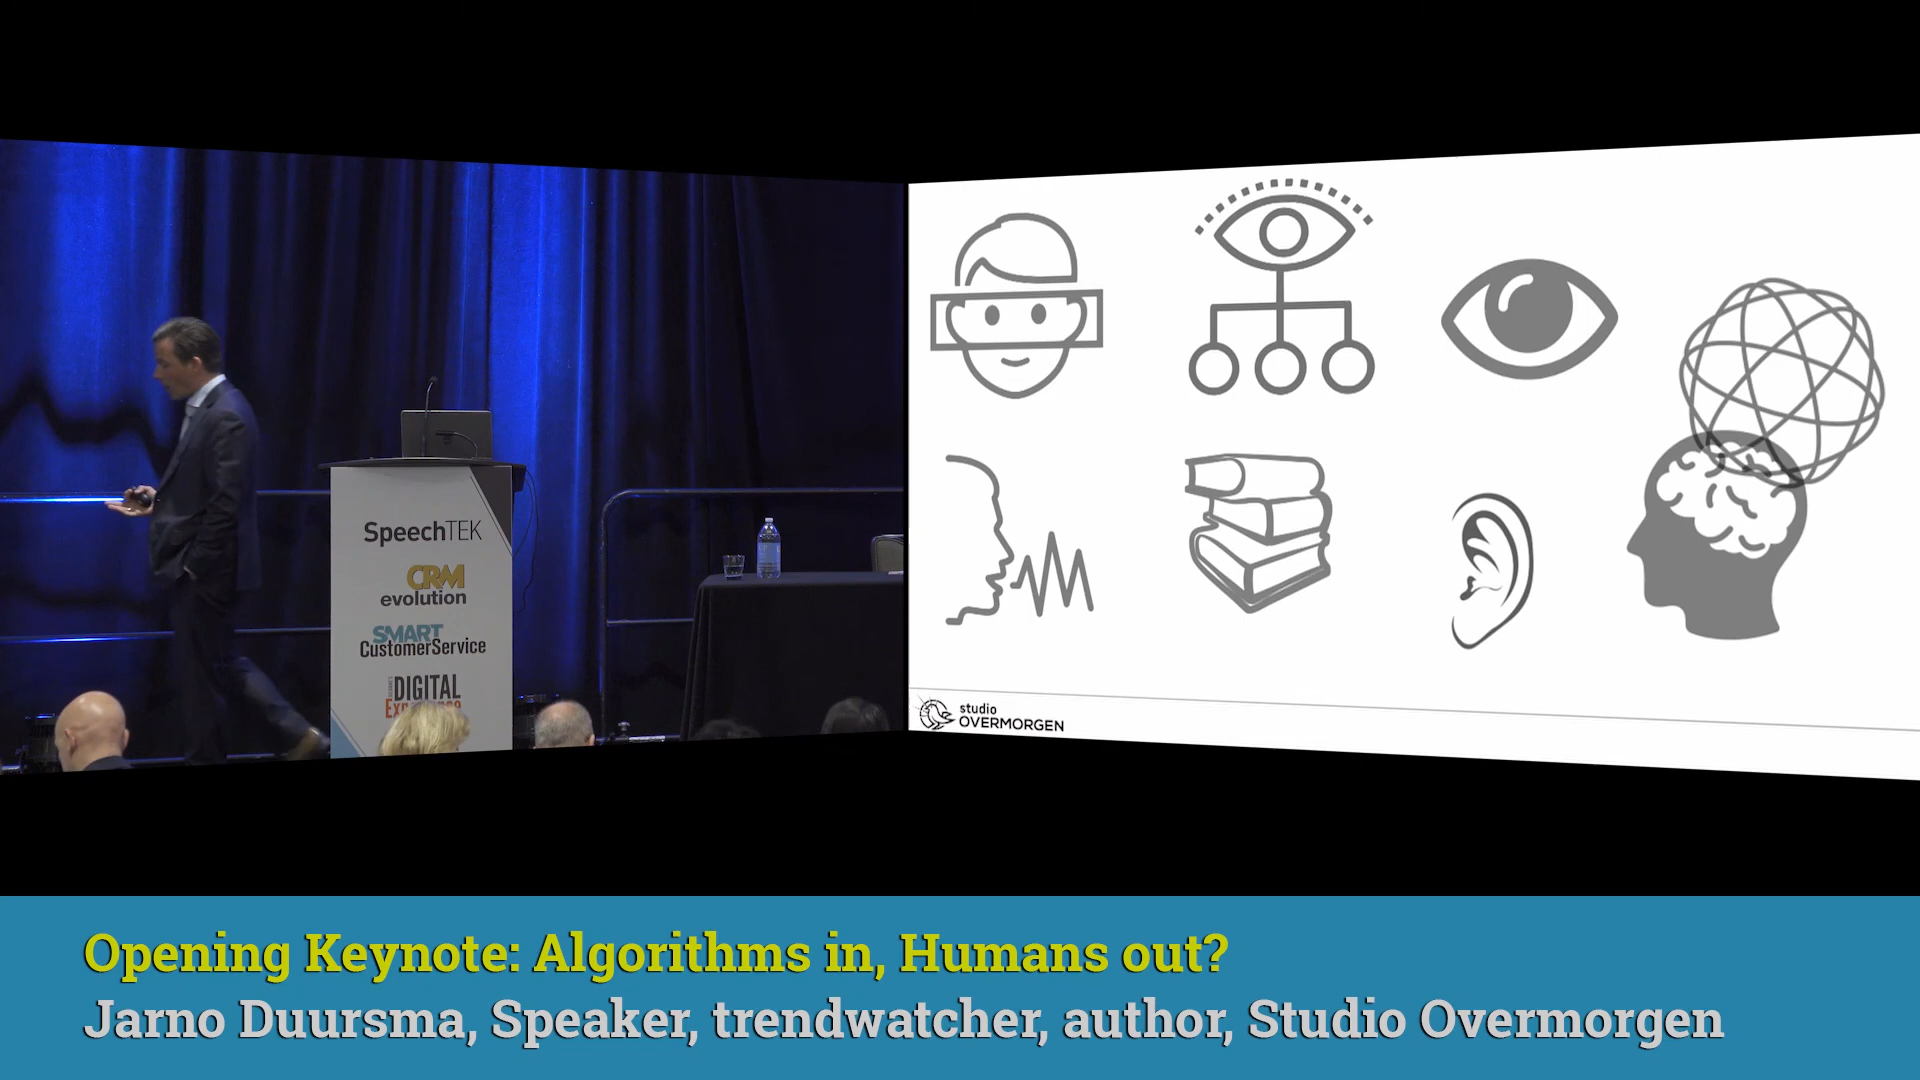 SpeechTEK
CRM
evolution
SMART
CustomerService
DIGITAL
studio
OVERMORGEN
Opening Keynote: Algorithms in, Humans out?
Jarno Duursma, Speaker, trendwatcher, author, Studio Overmorgen